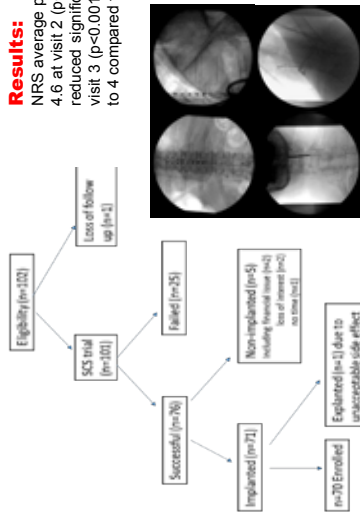 Results:
NRS average p
4.6 at visit 2 (p
reduced signific
visit 3 (p<0.001
to 4 compared
Eligibility (n=102)
SCS trial
(n=101)
Loss of follow
up (n=1)
Successful (n=76)
Failed (n=25)
Implanted (n=71)
Non-implanted (n=5)
including financial issue (n=2)
loss of interest (n=2)
no time (n=1)
n=70 Enrolled
Explanted (n=1) due to
unacceptable side effect